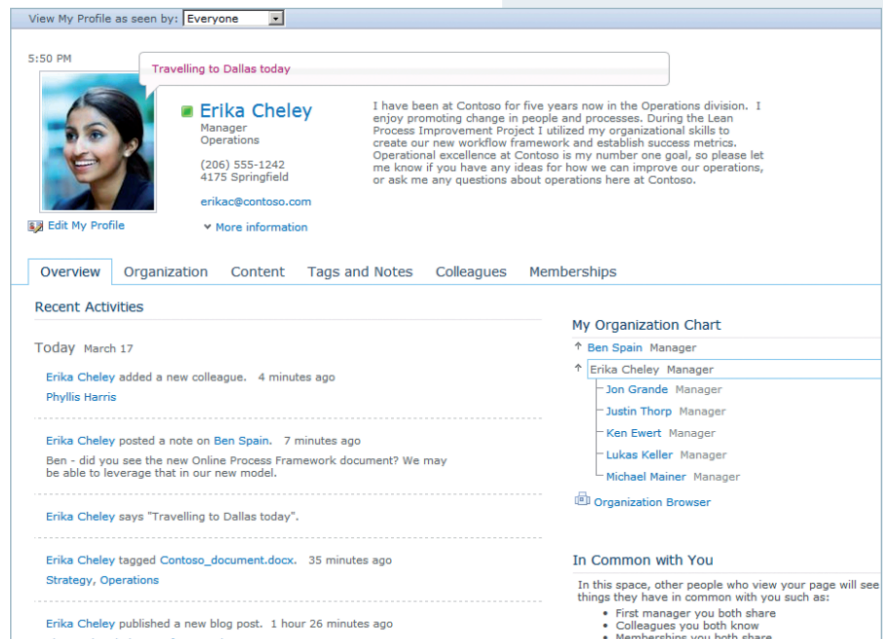 View My Profile as seen by: Everyone
5:50 PM
Travelling to Dallas today
Erika Cheley
Manager
Operations
(206) 555-1242
4175 Springfield
erikac@contoso.com
More information
Edit My Profile
I have been at Contoso for five years now in the Operations division. I
enjoy promoting change in people and processes. During the Lean
Process Improvement Project I utilized my organizational skills to
create our new workflow framework and establish success metrics.
Operational excellence at Contoso is my number one goal, so please let
me know if you have any ideas for how we can improve our operations,
or ask me any questions about operations here at Contoso.
Overview Organization Content Tags and Notes Colleagues Memberships
Recent Activities
Today March 17
Erika Cheley added a new colleague. 4 minutes ago
Phyllis Harris
Erika Cheley posted a note on Ben Spain. 7 minutes ago
Ben - did you see the new Online Process Framework document? We may
be able to leverage that in our new model.
Erika Cheley says "Travelling to Dallas today".
Erika Cheley tagged Contoso_document.docx. 35 minutes ago
Strategy, Operations
Erika Cheley published a new blog post. 1 hour 26 minutes ago
My Organization Chart
Ben Spain Manager
Erika Cheley Manager
Jon Grande Manager
Justin Thorp Manager
Ken Ewert Manager
Lukas Keller Manager
Michael Mainer Manager
Organization Browser
In Common with You
In this space, other people who view your page will see
things they have in common with you such as:
• First manager you both share
• Colleagues you both know
• Memberships you both share